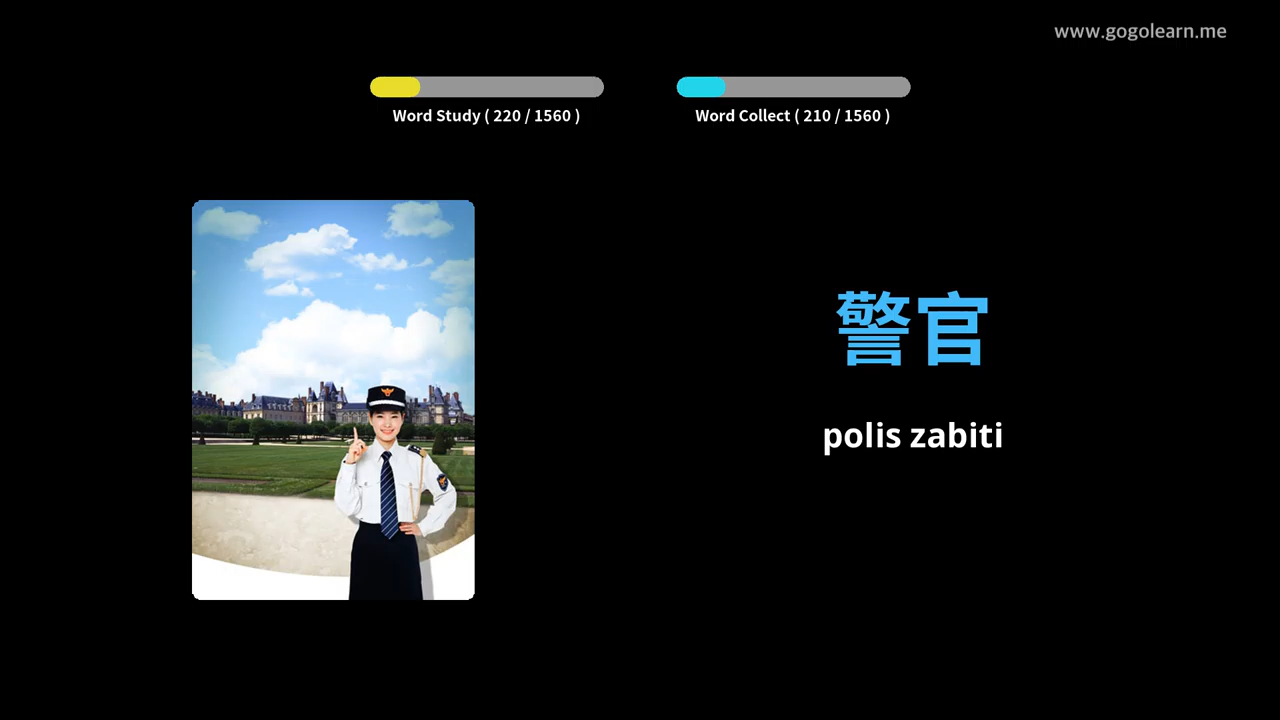 www.gogolearn.me
Word Study ( 220 / 1560 )
Word Collect ( 210 / 1560 )
警官
polis zabiti